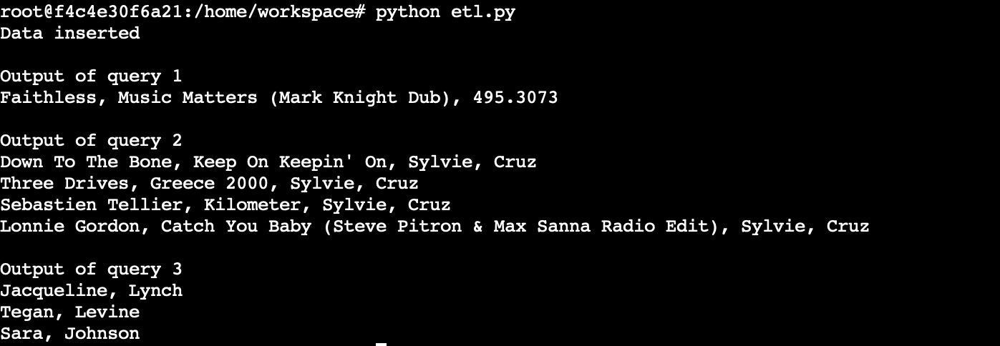 root@f4c4e30f6a21:/home/workspace# python etl.py
Data inserted
Output of query 1
Faithless, Music Matters (Mark Knight Dub), 495.3073
Output of query 2
Down To The Bone, Keep On Keepin' On, Sylvie, Cruz
Three Drives, Greece 2000, Sylvie, Cruz
Sebastien Tellier, Kilometer, Sylvie, Cruz
Lonnie Gordon, Catch You Baby (Steve Pitron & Max Sanna Radio Edit), Sylvie, Cruz
Output of query 3
Jacqueline, Lynch
Tegan, Levine
Sara, Johnson